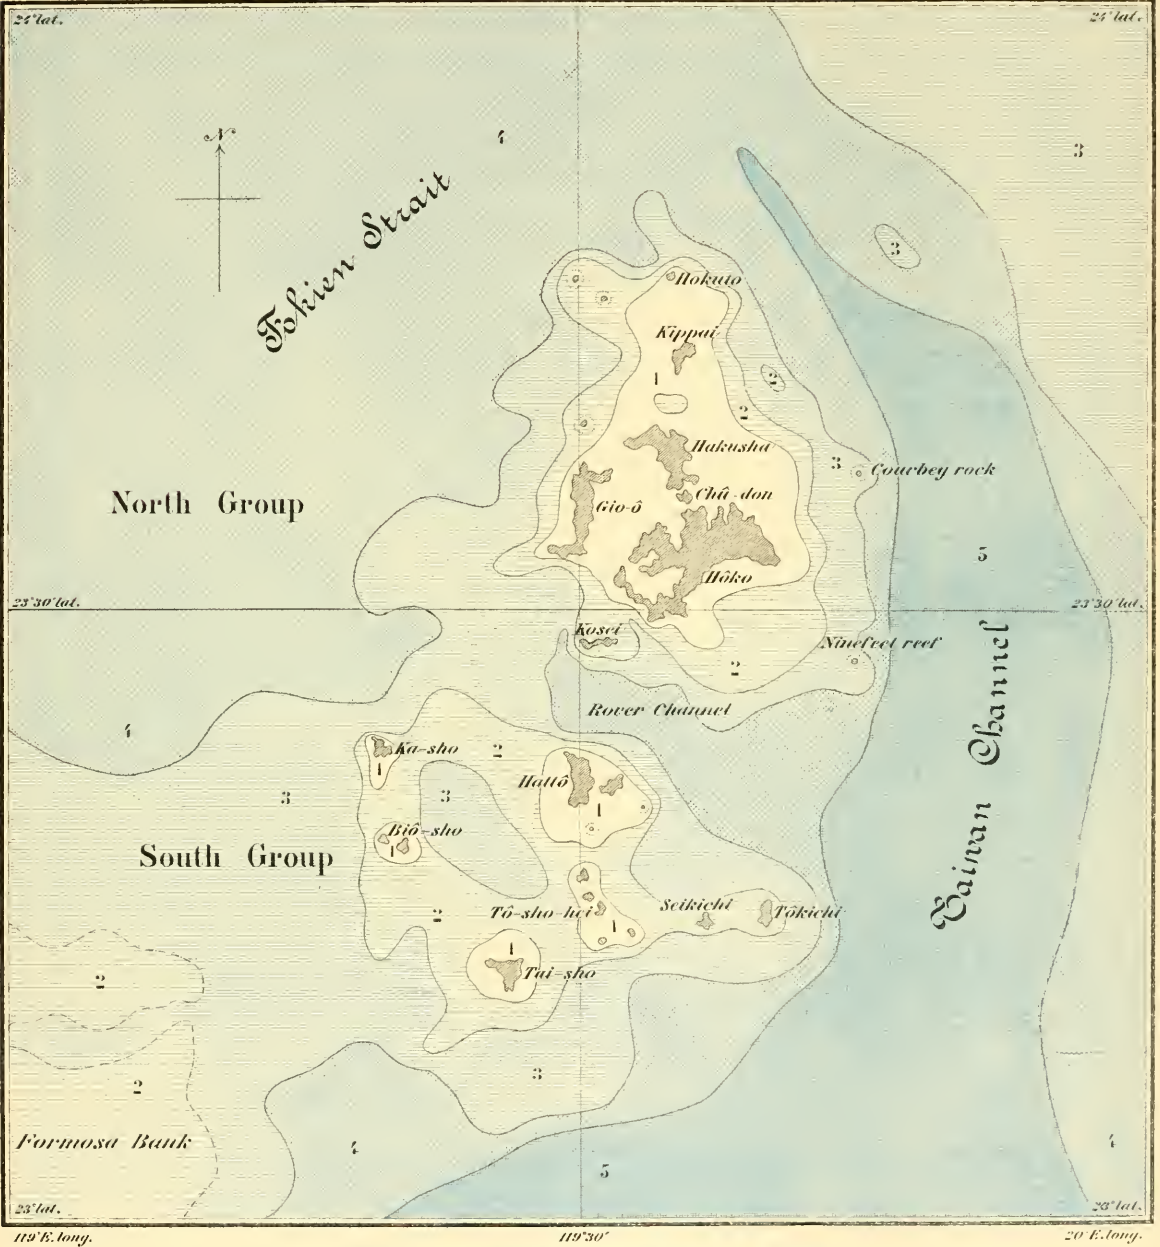 24° lat.
24° lat.
N
4
3
Fokien Strait
3
Hokuto
Kippai
1
2
2
Hakusha
3
Courbey rock
Chû-don
North Group
Gio-ô
5
Hôko
23°30' lat.
23°30' lat.
Kosei
Ninefeet reef
2
Rover Channel
4
Ka-sho
2
1
Hattô
3
3
1
Taiwan Channel
Biô-sho
1
South Group
2
Tô-sho-hei
Seikichi
Tôkichi
1
1
Tai-sho
2
3
2
Formosa Bank
4
5
4
23° lat.
23° lat.
119° E. long.
119°30'
20° E. long.